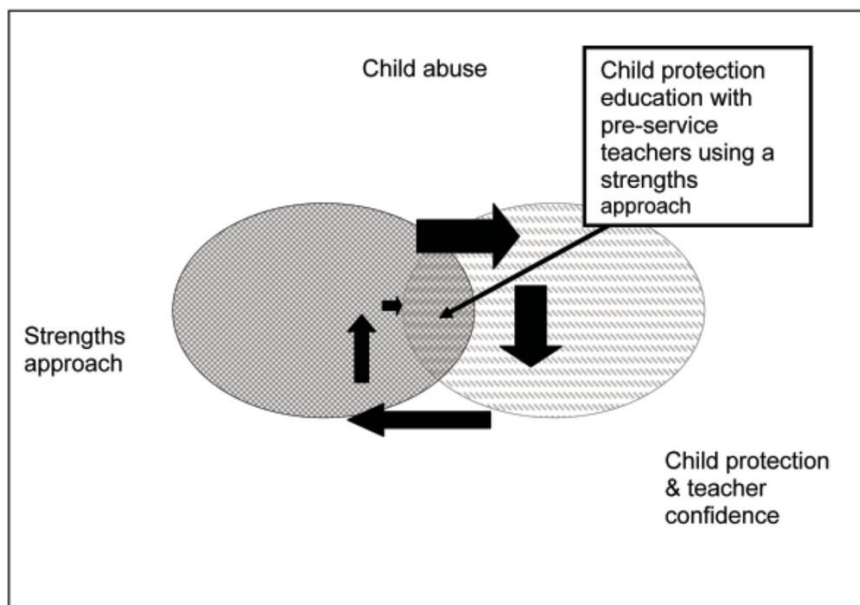 Child abuse
Child protection
education with
pre-service
teachers using a
strengths
approach
Strengths
approach
Child protection
& teacher
confidence